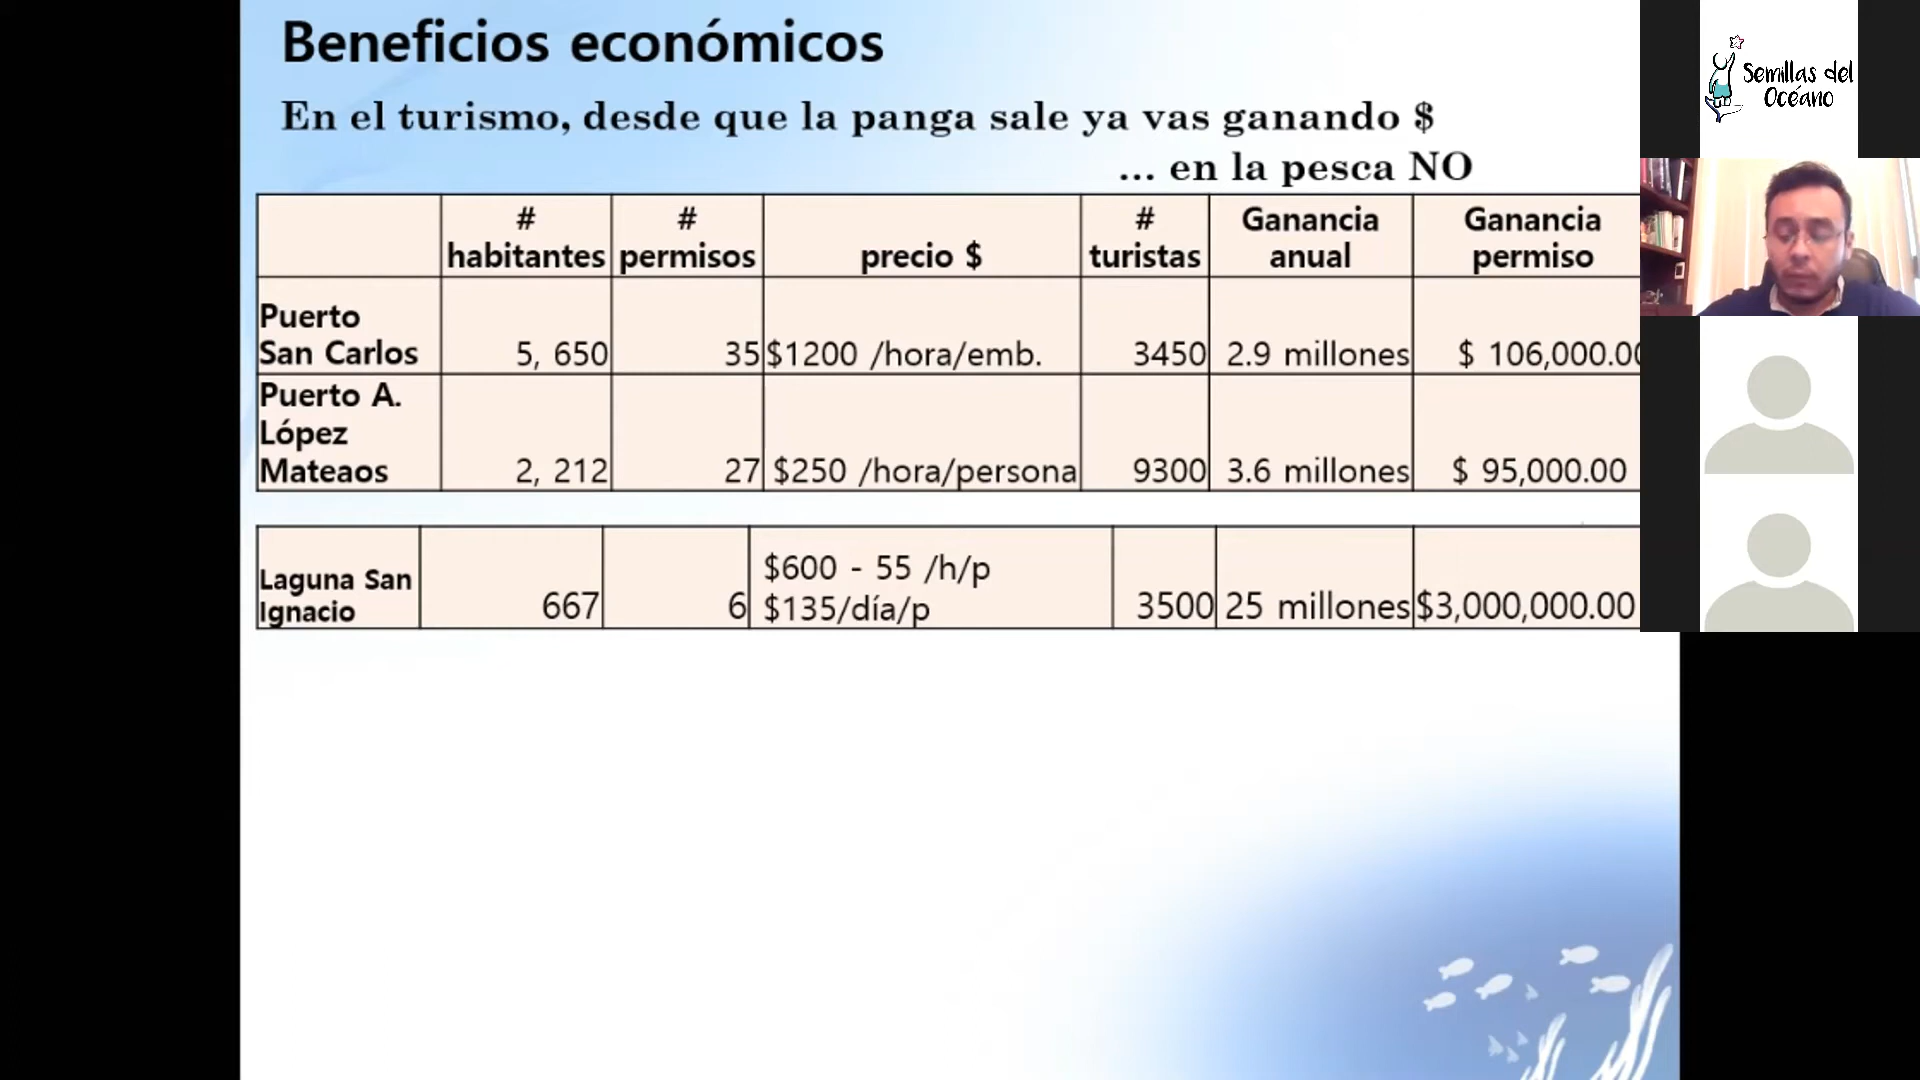 Beneficios económicos
En el turismo, desde que la panga sale ya vas ganando $
... en la pesca NO
# habitantes # permisos precio $ # turistas Ganancia anual Ganancia permiso
Puerto San Carlos 5, 650 35 $1200 /hora/emb. 3450 2.9 millones $ 106,000.00
Puerto A. López Mateaos 2, 212 27 $250 /hora/persona 9300 3.6 millones $ 95,000.00
Laguna San Ignacio 667 6 $600 - 55 /h/p $135/día/p 3500 25 millones $3,000,000.00
Semillas del
Océano